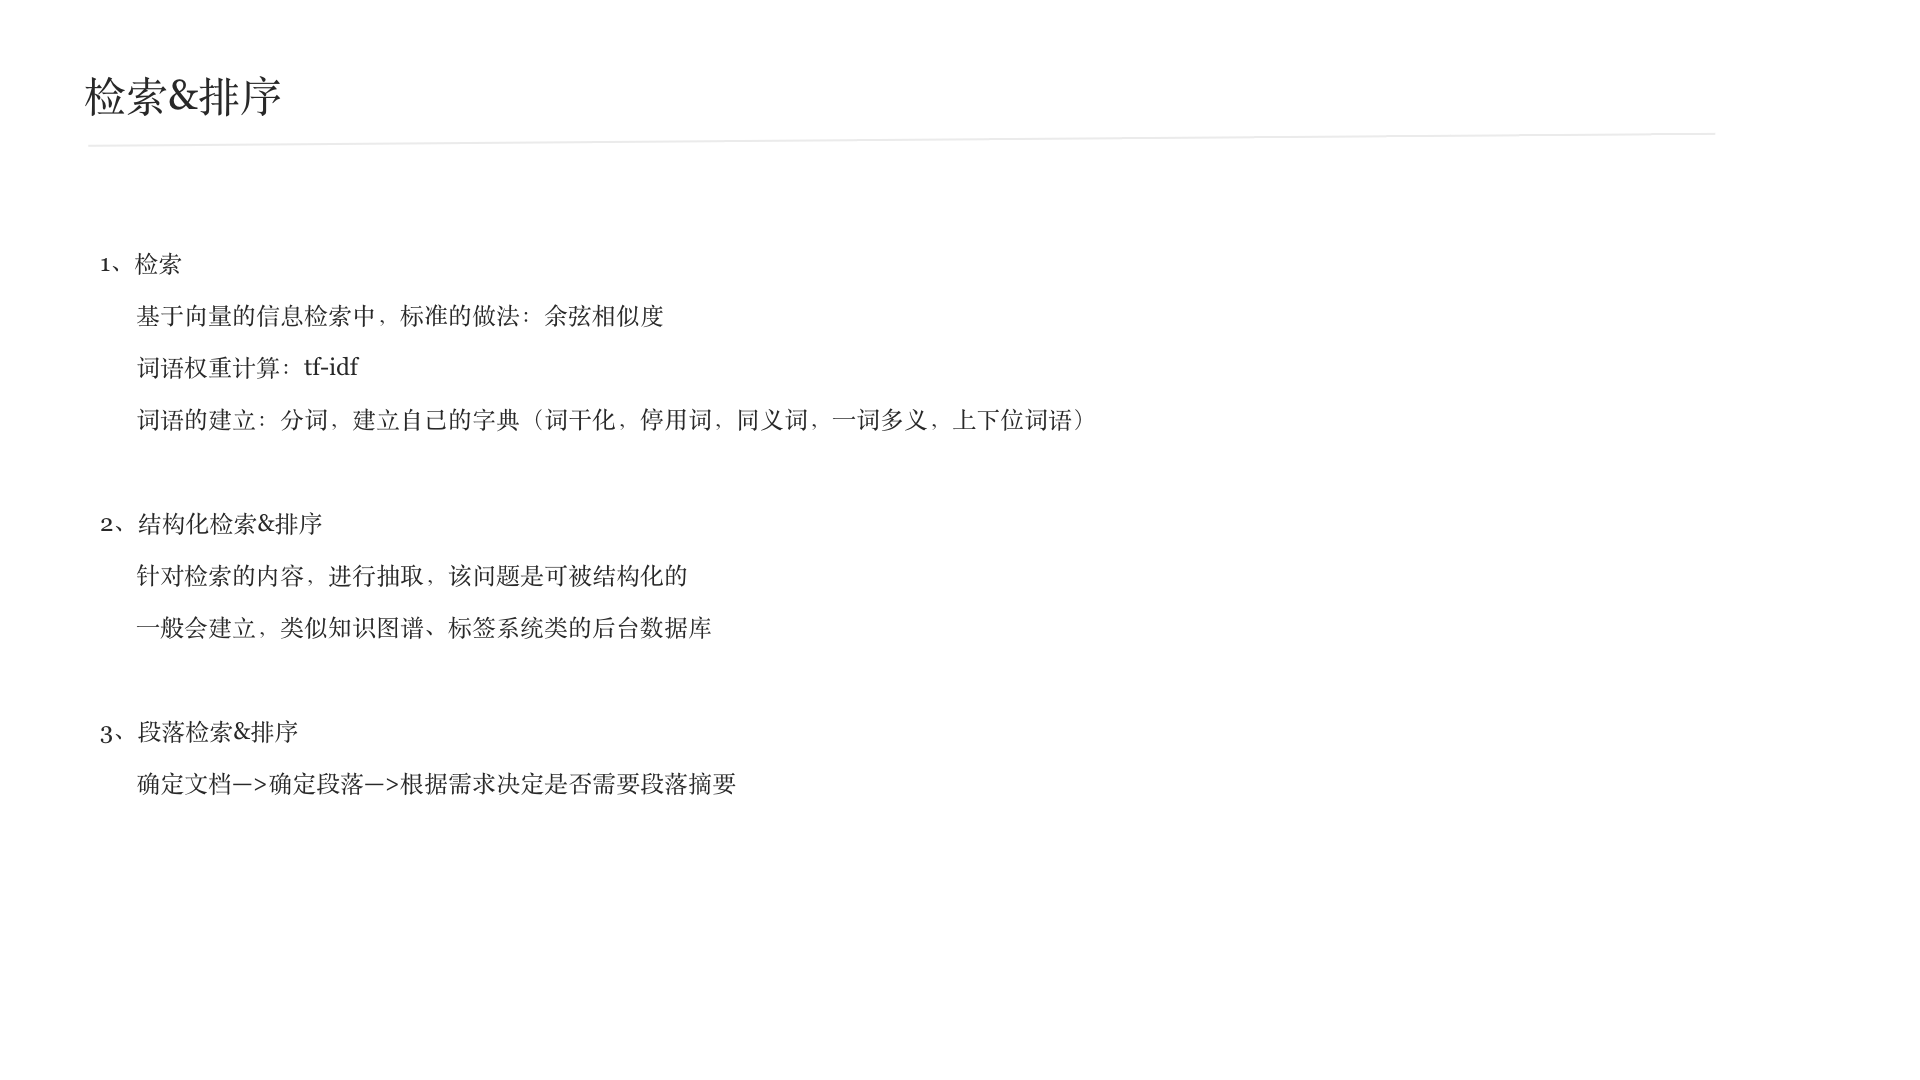 检索&排序
1、检索
基于向量的信息检索中，标准的做法：余弦相似度
词语权重计算：tf-idf
词语的建立：分词，建立自己的字典（词干化，停用词，同义词，一词多义，上下位词语）
2、结构化检索&排序
针对检索的内容，进行抽取，该问题是可被结构化的
一般会建立，类似知识图谱、标签系统类的后台数据库
3、段落检索&排序
确定文档—>确定段落—>根据需求决定是否需要段落摘要